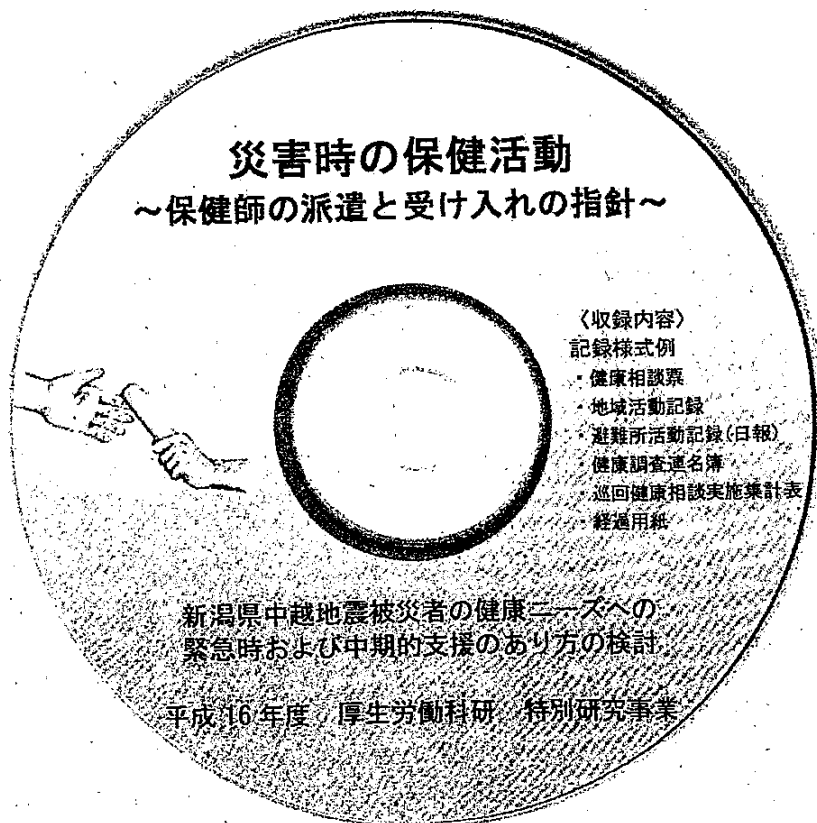 災害時の保健活動
～保健師の派遣と受け入れの指針～
〈収録内容〉
記録様式例
・健康相談票
・地域活動記録
・避難所活動記録(日報)
・健康調査連名簿
・巡回健康相談実施集計表
・経過用紙
新潟県中越地震被災者の健康ニーズへの
緊急時および中期的支援のあり方の検討
平成16年度 厚生労働科研 特別研究事業